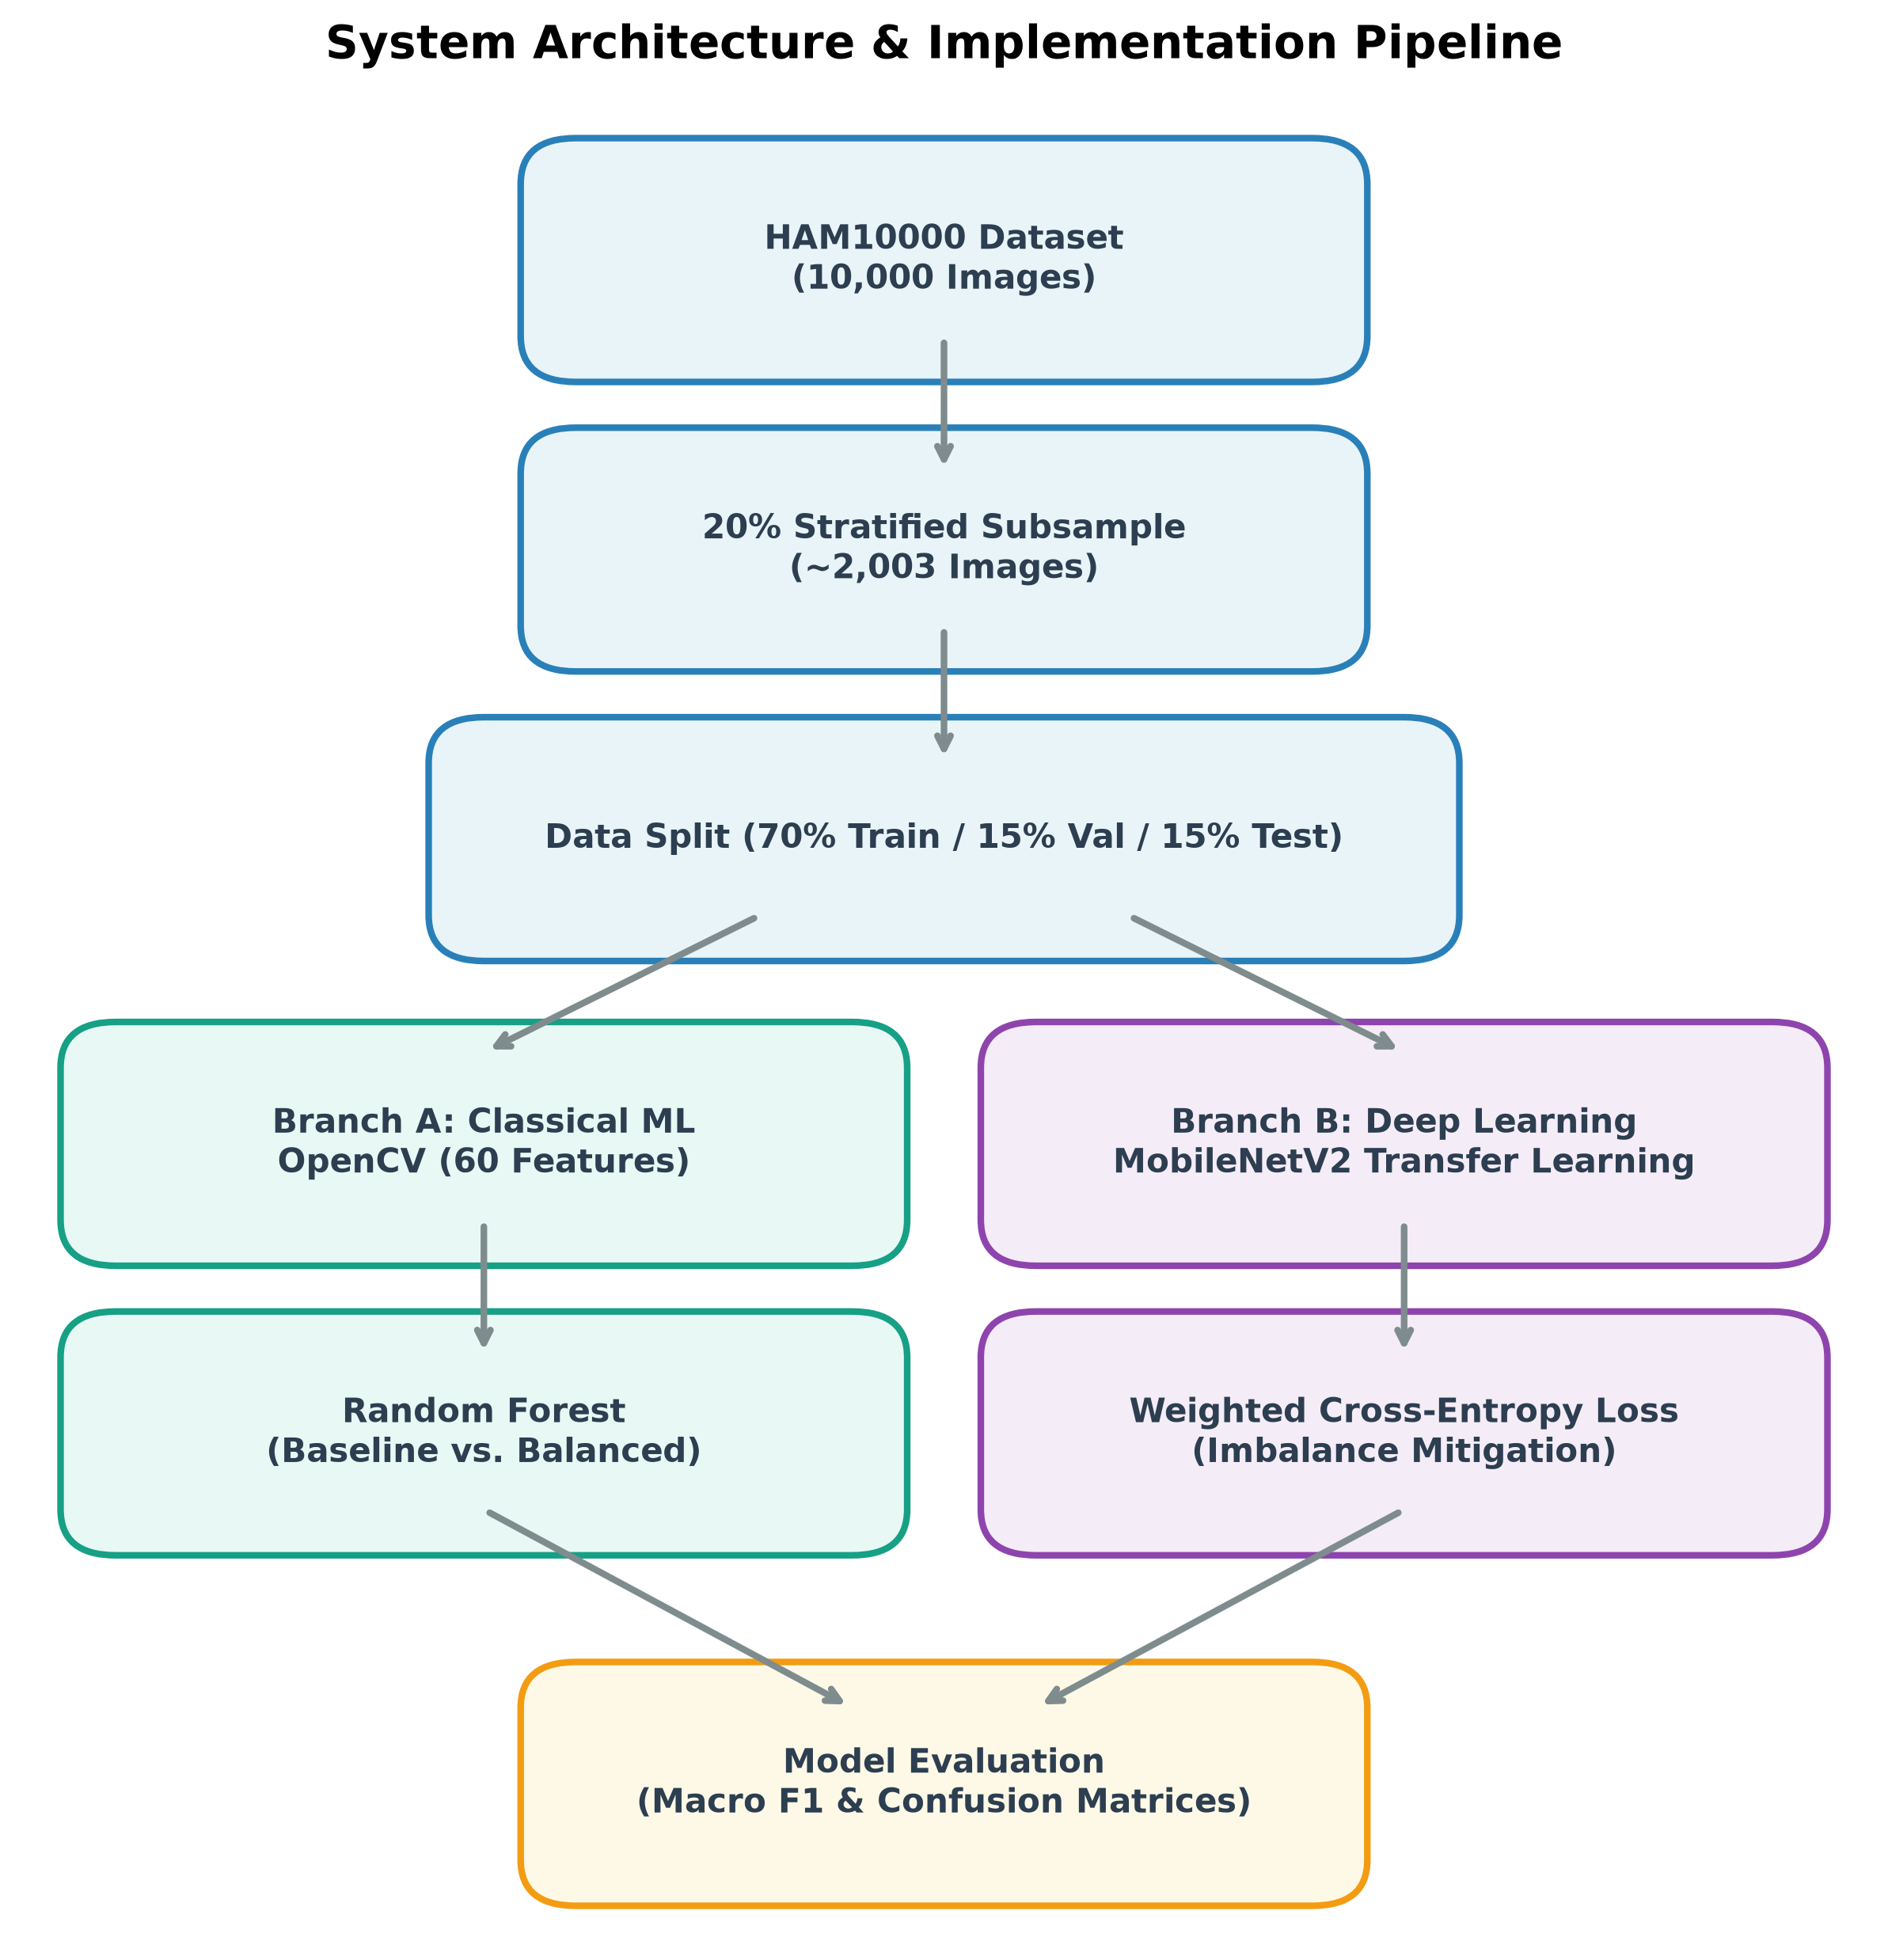 System Architecture & Implementation Pipeline
HAM10000 Dataset
(10,000 Images)
20% Stratified Subsample
(~2,003 Images)
Data Split (70% Train / 15% Val / 15% Test)
Branch A: Classical ML
OpenCV (60 Features)
Branch B: Deep Learning
MobileNetV2 Transfer Learning
Random Forest
(Baseline vs. Balanced)
Weighted Cross-Entropy Loss
(Imbalance Mitigation)
Model Evaluation
(Macro F1 & Confusion Matrices)